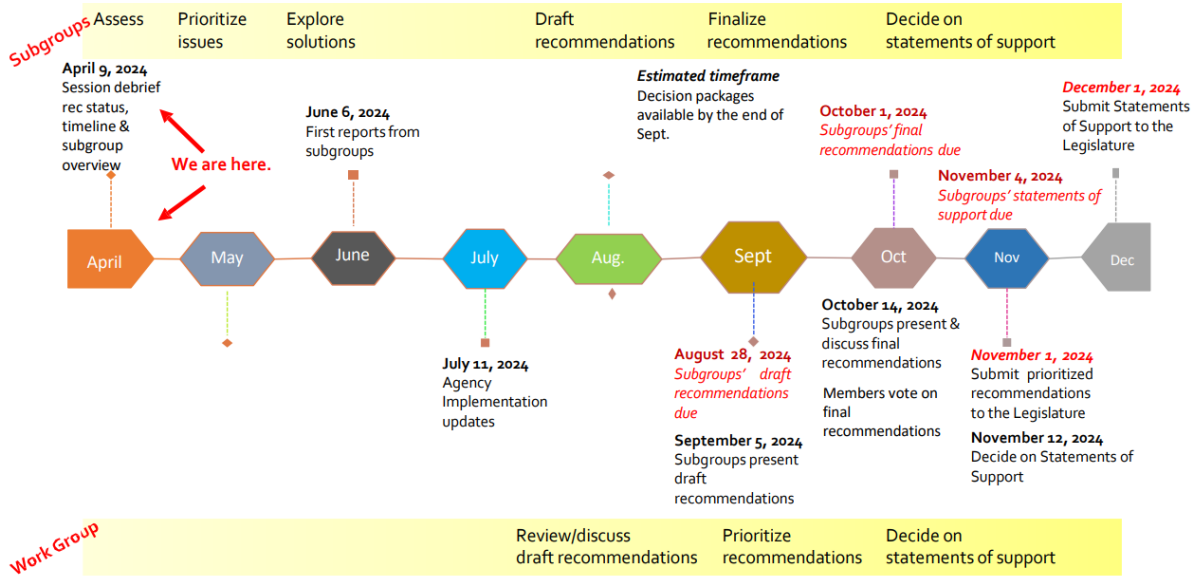 Subgroups
Assess
Prioritize
issues
Explore
solutions
Draft
recommendations
Finalize
recommendations
Decide on
statements of support
April 9, 2024
Session debrief
rec status,
timeline &
subgroup
overview
We are here.
June 6, 2024
First reports from
subgroups
Estimated timeframe
Decision packages
available by the end of
Sept.
October 1, 2024
Subgroups' final
recommendations due
November 4, 2024
Subgroups' statements of
support due
December 1, 2024
Submit Statements
of Support to the
Legislature
April
May
June
July
Aug.
Sept
Oct
Nov
Dec
July 11, 2024
Agency
Implementation
updates
August 28, 2024
Subgroups' draft
recommendations
due
September 5, 2024
Subgroups present
draft
recommendations
October 14, 2024
Subgroups present &
discuss final
recommendations
Members vote on
final
recommendations
November 1, 2024
Submit prioritized
recommendations
to the Legislature
November 12, 2024
Decide on Statements of
Support
Work Group
Review/discuss
draft recommendations
Prioritize
recommendations
Decide on
statements of support